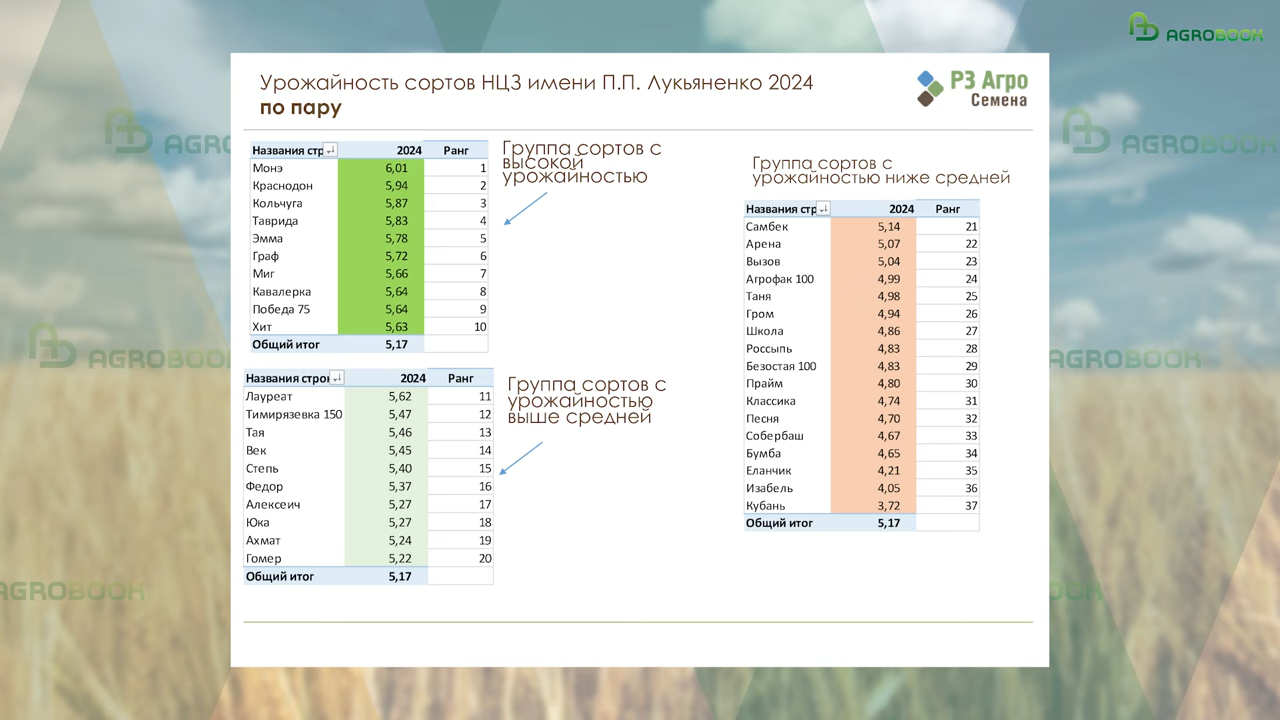 AGROBOOK
Урожайность сортов НЦЗ имени П.П. Лукьяненко 2024
по пару
РЗ Агро
Семена
Названия стр 2024 Ранг
Монэ 6,01 1
Краснодон 5,94 2
Кольчуга 5,87 3
Таврида 5,83 4
Эмма 5,78 5
Граф 5,72 6
Миг 5,66 7
Кавалерка 5,64 8
Победа 75 5,64 9
Хит 5,63 10
Общий итог 5,17
Группа сортов с
высокой
урожайностью
Названия строк 2024 Ранг
Лауреат 5,62 11
Тимирязевка 150 5,47 12
Тая 5,46 13
Век 5,45 14
Степь 5,40 15
Федор 5,37 16
Алексеич 5,27 17
Юка 5,27 18
Ахмат 5,24 19
Гомер 5,22 20
Общий итог 5,17
Группа сортов с
урожайностью
выше средней
Группа сортов с
урожайностью ниже средней
Названия стр 2024 Ранг
Самбек 5,14 21
Арена 5,07 22
Вызов 5,04 23
Агрофак 100 4,99 24
Таня 4,98 25
Гром 4,94 26
Школа 4,86 27
Россыпь 4,83 28
Безостая 100 4,83 29
Прайм 4,80 30
Классика 4,74 31
Песня 4,70 32
Собербаш 4,67 33
Бумба 4,65 34
Еланчик 4,21 35
Изабель 4,05 36
Кубань 3,72 37
Общий итог 5,17
AGRO
AGROBOOK
AGROBOOK
AGROBOOK
AGROBOOK